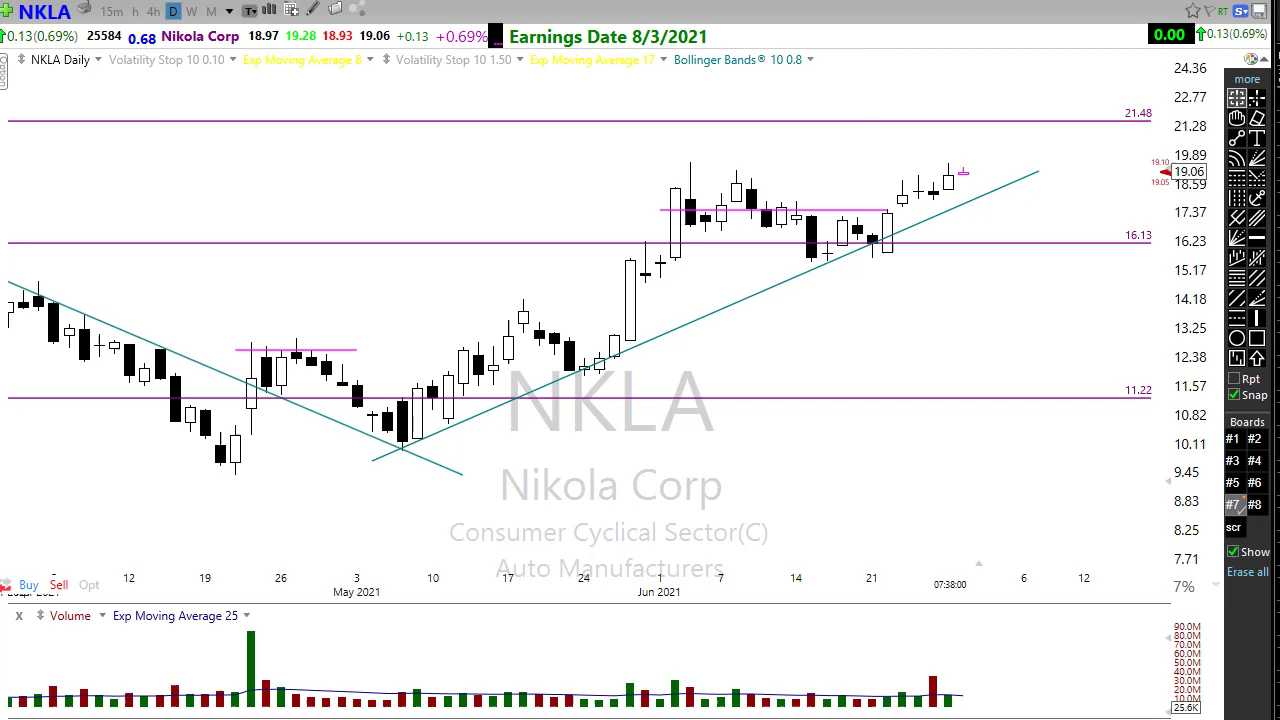 NKLA 15m h 4h D W M T RT S
0.13(0.69%) 25584 0.68 Nikola Corp 18.97 19.28 18.93 19.06 +0.13 +0.69% Earnings Date 8/3/2021 0.00 0.13(0.69%)
NKLA Daily Volatility Stop 10 0.10 Exp Moving Average 8 Volatility Stop 10 1.50 Exp Moving Average 17 Bollinger Bands® 10 0.8
Option
24.36
more
22.77
21.48
21.28
19.89
19.10
19.06
19.05
18.59
17.37
16.13
16.23
15.17
14.18
13.25
12.38
Rpt
11.57
11.22
Snap
NKLA
10.82
Boards
10.11
#1 #2
#3 #4
9.45
Nikola Corp
#5 #6
8.83
#7 #8
Consumer Cyclical Sector(C)
8.25
scr
7.71
Show
Auto Manufacturers
Erase all
12 19 26 3 10 17 24 1 7 14 21 07:38:00 6 12
Buy Sell Opt
7%
May 2021 Jun 2021
X Volume Exp Moving Average 25
90.0M
80.0M
70.0M
60.0M
50.0M
40.0M
30.0M
20.0M
10.0M
25.6K